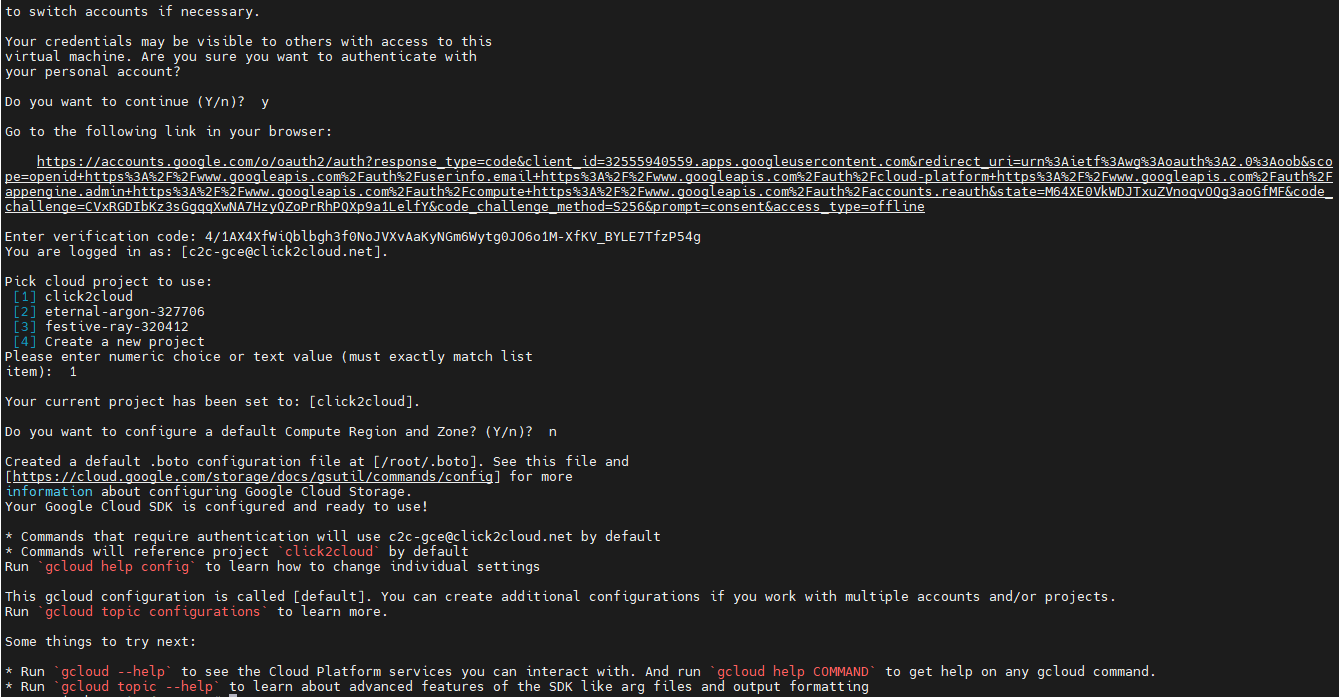 to switch accounts if necessary.
Your credentials may be visible to others with access to this
virtual machine. Are you sure you want to authenticate with
your personal account?
Do you want to continue (Y/n)?  y
Go to the following link in your browser:
https://accounts.google.com/o/oauth2/auth?response_type=code&client_id=32555940559.apps.googleusercontent.com&redirect_uri=urn%3Aietf%3Awg%3Aoauth%3A2.0%3Aoob&sco
pe=openid+https%3A%2F%2Fwww.googleapis.com%2Fauth%2Fuserinfo.email+https%3A%2F%2Fwww.googleapis.com%2Fauth%2Fcloud-platform+https%3A%2F%2Fwww.googleapis.com%2Fauth%2F
appengine.admin+https%3A%2F%2Fwww.googleapis.com%2Fauth%2Fcompute+https%3A%2F%2Fwww.googleapis.com%2Fauth%2Faccounts.reauth&state=M64XE0VkWDJTxuZVnoqvOQg3aoGfMF&code_
challenge=CVxRGDIbKz3sGgqqXwNA7HzyQZoPrRhPQXp9a1LelfY&code_challenge_method=S256&prompt=consent&access_type=offline
Enter verification code: 4/1AX4XfWiQblbgh3f0NoJVXvAaKyNGm6Wytg0JO6o1M-XfKV_BYLE7TfzP54g
You are logged in as: [c2c-gce@click2cloud.net].
Pick cloud project to use:
[1] click2cloud
[2] eternal-argon-327706
[3] festive-ray-320412
[4] Create a new project
Please enter numeric choice or text value (must exactly match list
item):  1
Your current project has been set to: [click2cloud].
Do you want to configure a default Compute Region and Zone? (Y/n)?  n
Created a default .boto configuration file at [/root/.boto]. See this file and
[https://cloud.google.com/storage/docs/gsutil/commands/config] for more
information about configuring Google Cloud Storage.
Your Google Cloud SDK is configured and ready to use!
* Commands that require authentication will use c2c-gce@click2cloud.net by default
* Commands will reference project `click2cloud` by default
Run `gcloud help config` to learn how to change individual settings
This gcloud configuration is called [default]. You can create additional configurations if you work with multiple accounts and/or projects.
Run `gcloud topic configurations` to learn more.
Some things to try next:
* Run `gcloud --help` to see the Cloud Platform services you can interact with. And run `gcloud help COMMAND` to get help on any gcloud command.
* Run `gcloud topic --help` to learn about advanced features of the SDK like arg files and output formatting